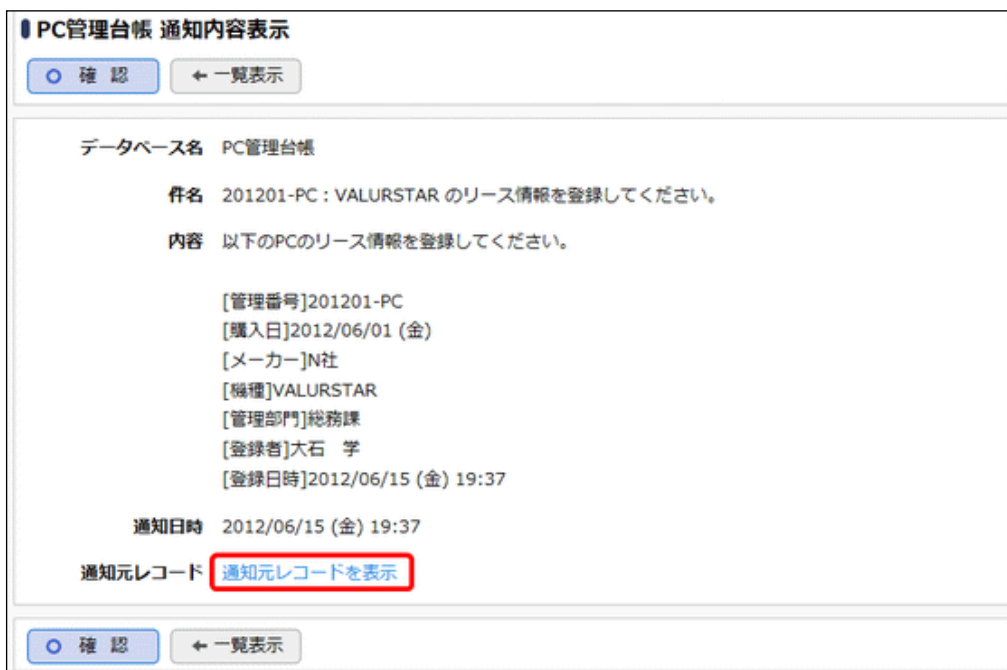 PC管理台帳 通知内容表示
確 認 一覧表示
データベース名 PC管理台帳
件名 201201-PC : VALURSTAR のリース情報を登録してください。
内容 以下のPCのリース情報を登録してください。
[管理番号]201201-PC
[購入日]2012/06/01 (金)
[メーカー]N社
[機種]VALURSTAR
[管理部門]総務課
[登録者]大石　学
[登録日時]2012/06/15 (金) 19:37
通知日時 2012/06/15 (金) 19:37
通知元レコード 通知元レコードを表示
確 認 一覧表示